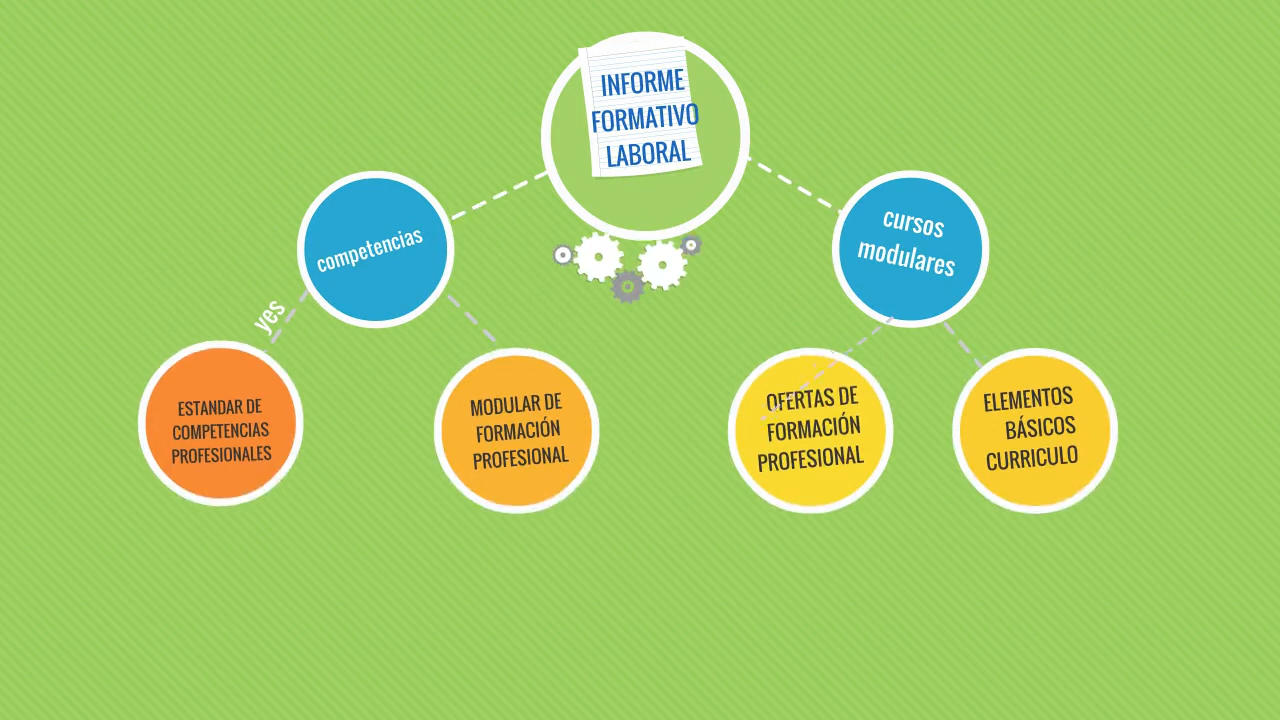 INFORME
FORMATIVO
LABORAL
competencias
cursos
modulares
yes
ESTANDAR DE
COMPETENCIAS
PROFESIONALES
MODULAR DE
FORMACIÓN
PROFESIONAL
OFERTAS DE
FORMACIÓN
PROFESIONAL
ELEMENTOS
BÁSICOS
CURRICULO